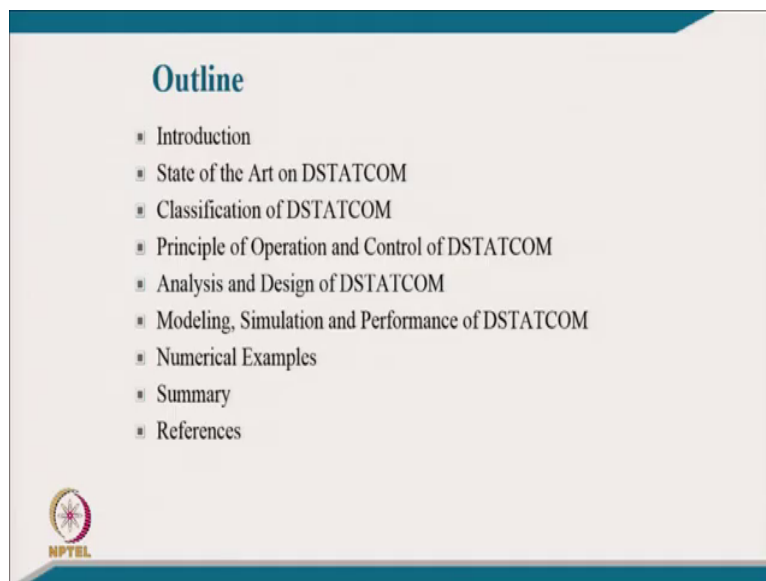 Outline
Introduction
State of the Art on DSTATCOM
Classification of DSTATCOM
Principle of Operation and Control of DSTATCOM
Analysis and Design of DSTATCOM
Modeling, Simulation and Performance of DSTATCOM
Numerical Examples
Summary
References
NPTEL